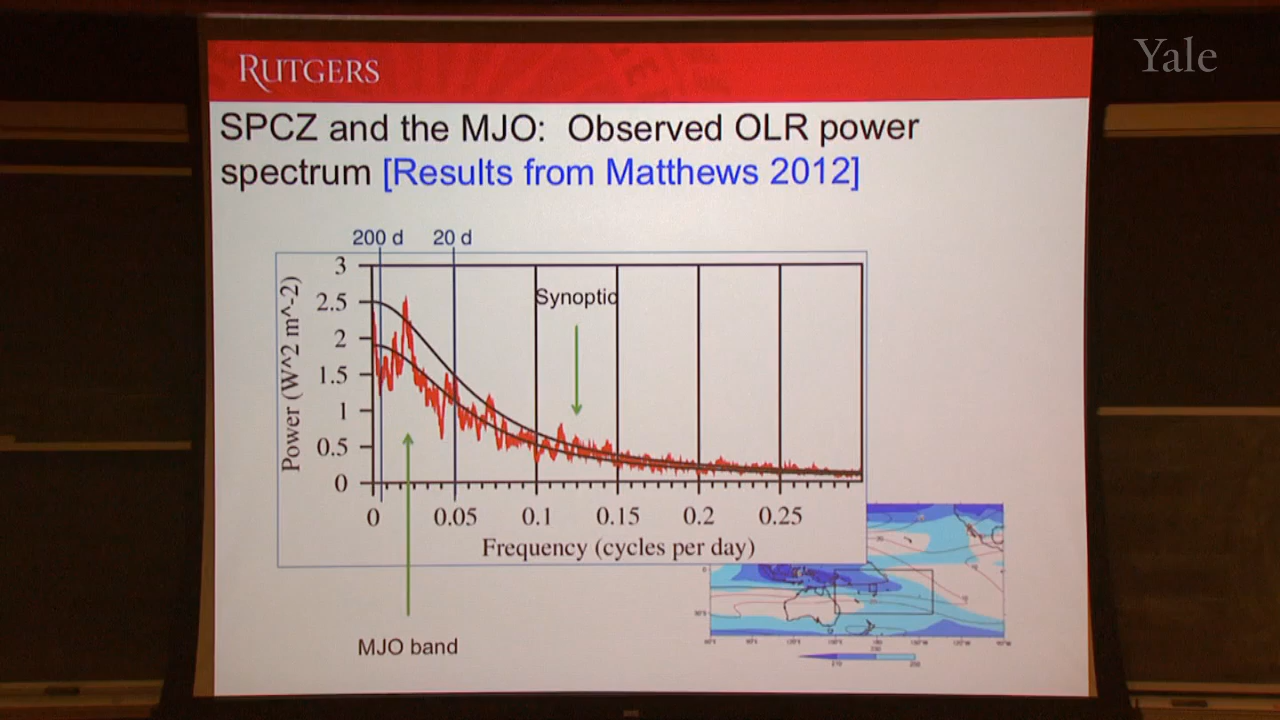 RUTGERS
Yale
SPCZ and the MJO: Observed OLR power
spectrum [Results from Matthews 2012]
200 d 20 d
3
2.5
2
1.5
1
0.5
0
Power (W^2 m^-2)
Synoptic
0 0.05 0.1 0.15 0.2 0.25
Frequency (cycles per day)
MJO band